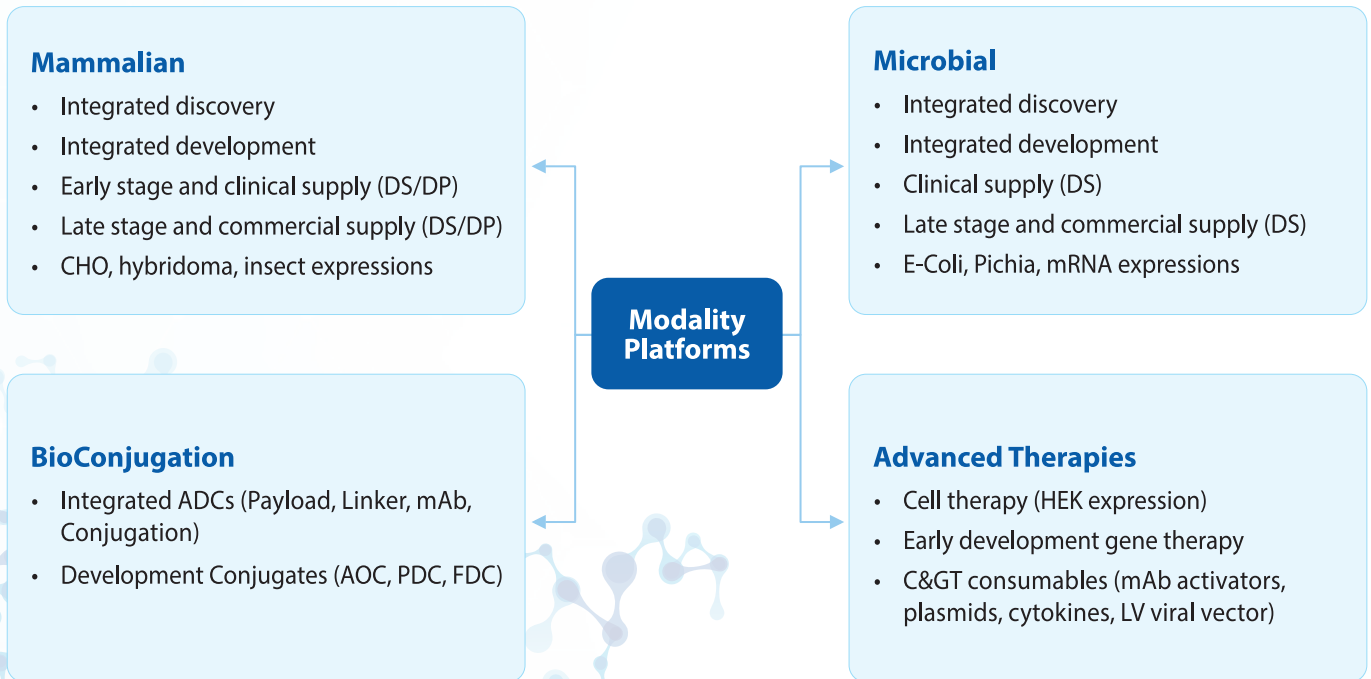 Mammalian
• Integrated discovery
• Integrated development
• Early stage and clinical supply (DS/DP)
• Late stage and commercial supply (DS/DP)
• CHO, hybridoma, insect expressions
Microbial
• Integrated discovery
• Integrated development
• Clinical supply (DS)
• Late stage and commercial supply (DS)
• E-Coli, Pichia, mRNA expressions
Modality
Platforms
BioConjugation
• Integrated ADCs (Payload, Linker, mAb,
Conjugation)
• Development Conjugates (AOC, PDC, FDC)
Advanced Therapies
• Cell therapy (HEK expression)
• Early development gene therapy
• C&GT consumables (mAb activators,
plasmids, cytokines, LV viral vector)